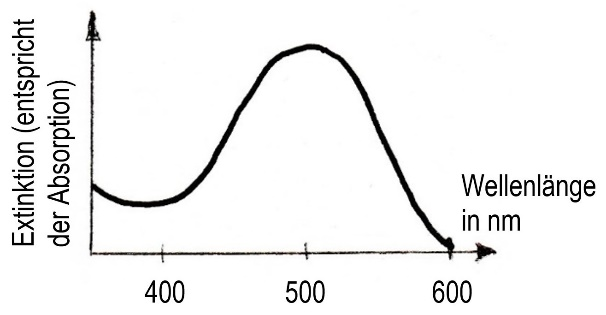 Extinktion (entspricht
der Absorption)
Wellenlänge
in nm
400
500
600